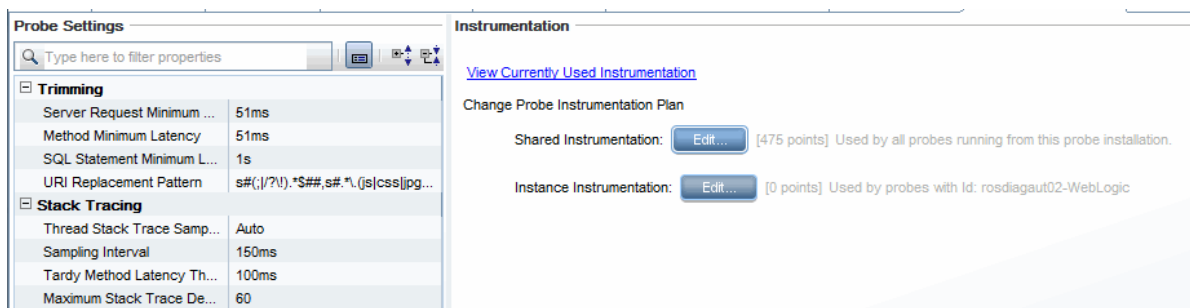 Probe Settings
Type here to filter properties
Trimming
Server Request Minimum ... 51ms
Method Minimum Latency 51ms
SQL Statement Minimum L... 1s
URI Replacement Pattern s#(;|/?\!).*$##,s#.*\.(js|css|jpg...
Stack Tracing
Thread Stack Trace Samp... Auto
Sampling Interval 150ms
Tardy Method Latency Th... 100ms
Maximum Stack Trace De... 60
Instrumentation
View Currently Used Instrumentation
Change Probe Instrumentation Plan
Shared Instrumentation: Edit... [475 points] Used by all probes running from this probe installation.
Instance Instrumentation: Edit... [0 points] Used by probes with Id: rosdiagaut02-WebLogic